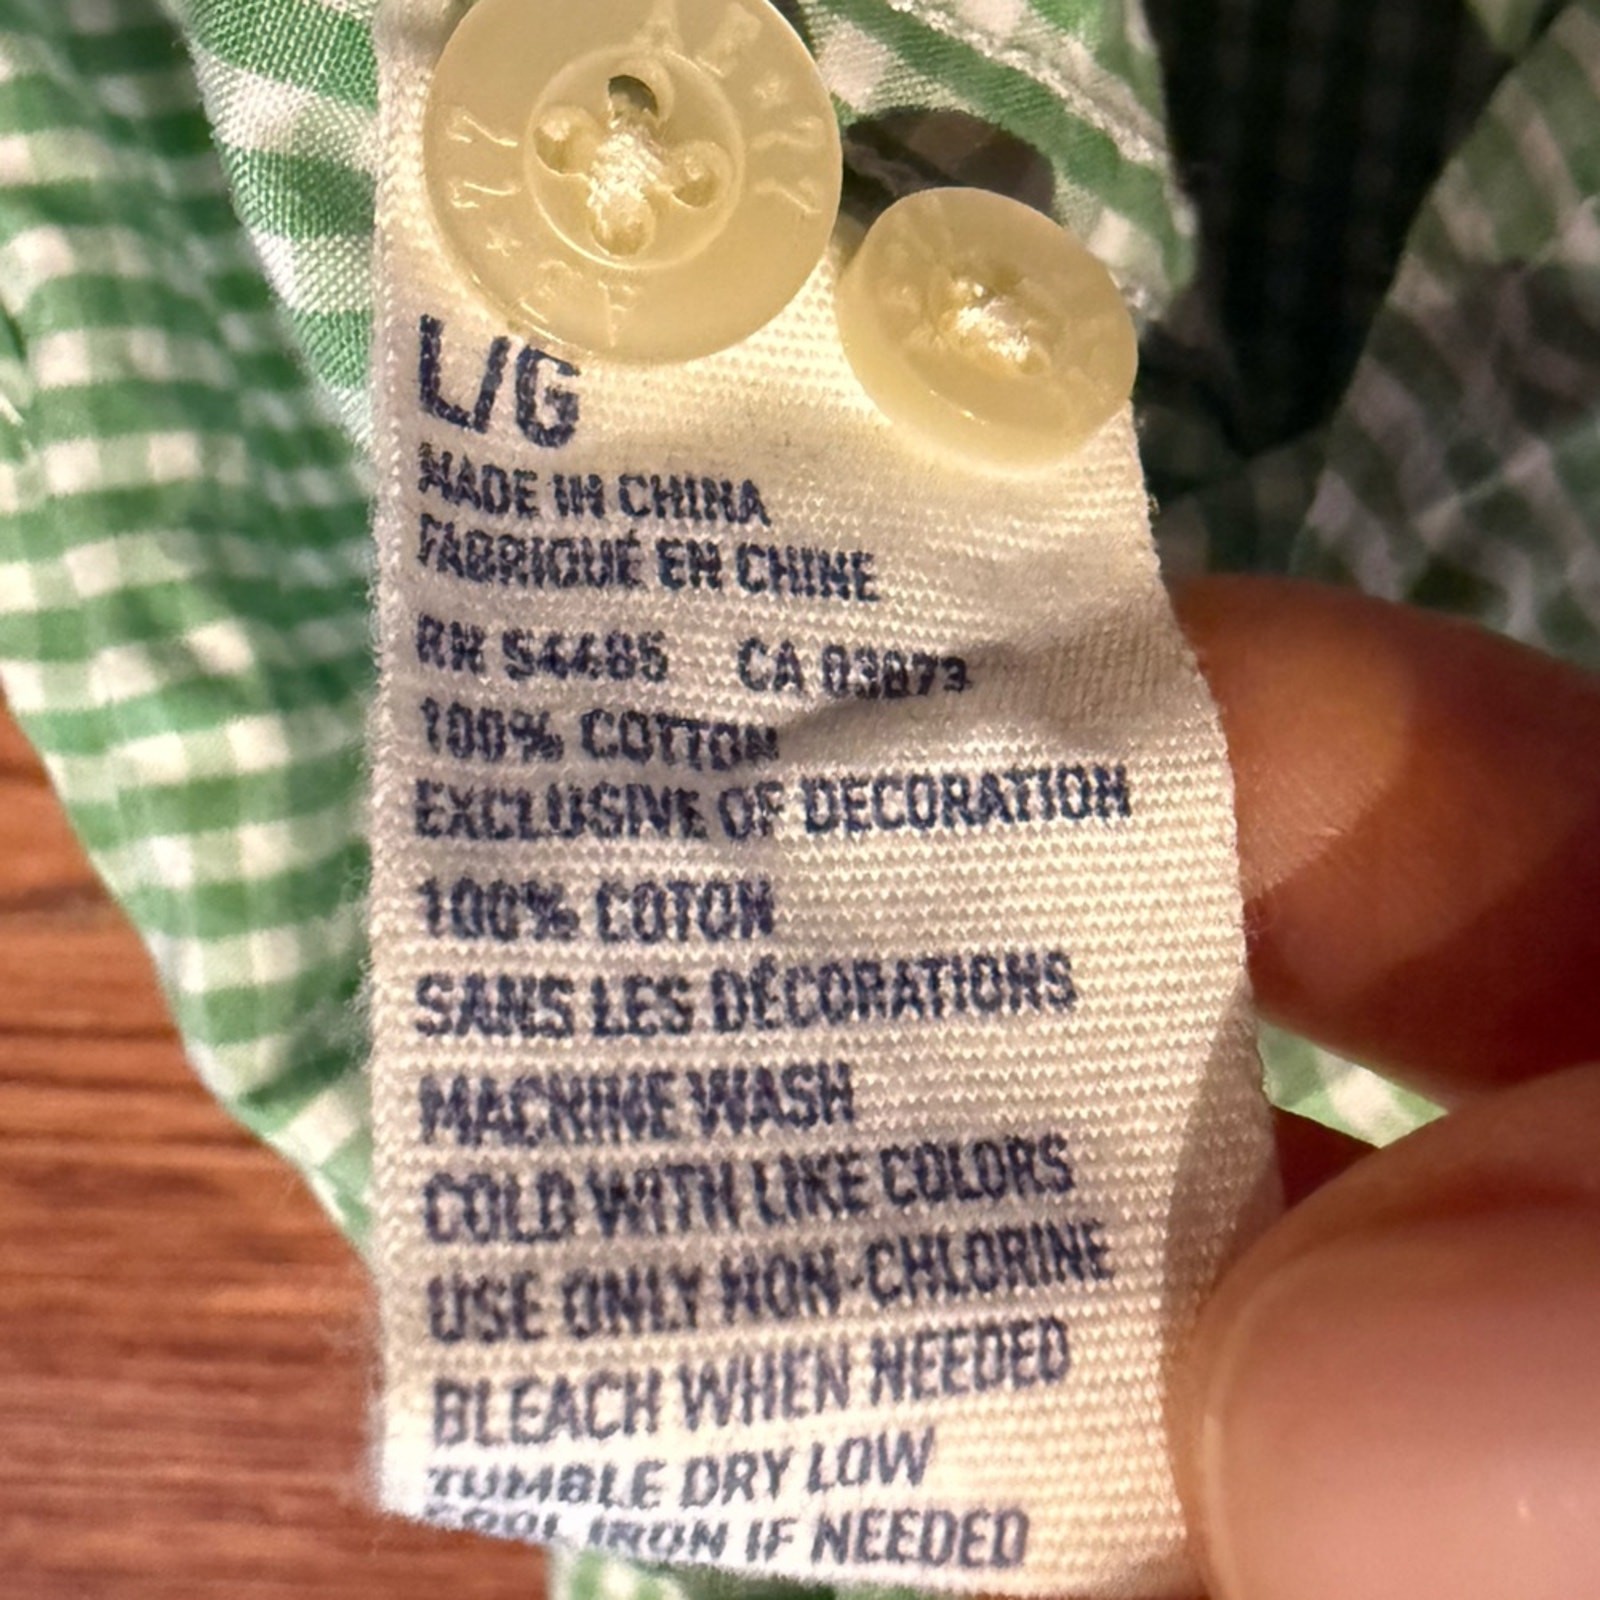 L/G
MADE IN CHINA
FABRIQUÉ EN CHINE
RN 54485 CA 03073
100% COTTON
EXCLUSIVE OF DECORATION
100% COTON
SANS LES DÉCORATIONS
MACHINE WASH
COLD WITH LIKE COLORS
USE ONLY NON-CHLORINE
BLEACH WHEN NEEDED
TUMBLE DRY LOW
COOL IRON IF NEEDED